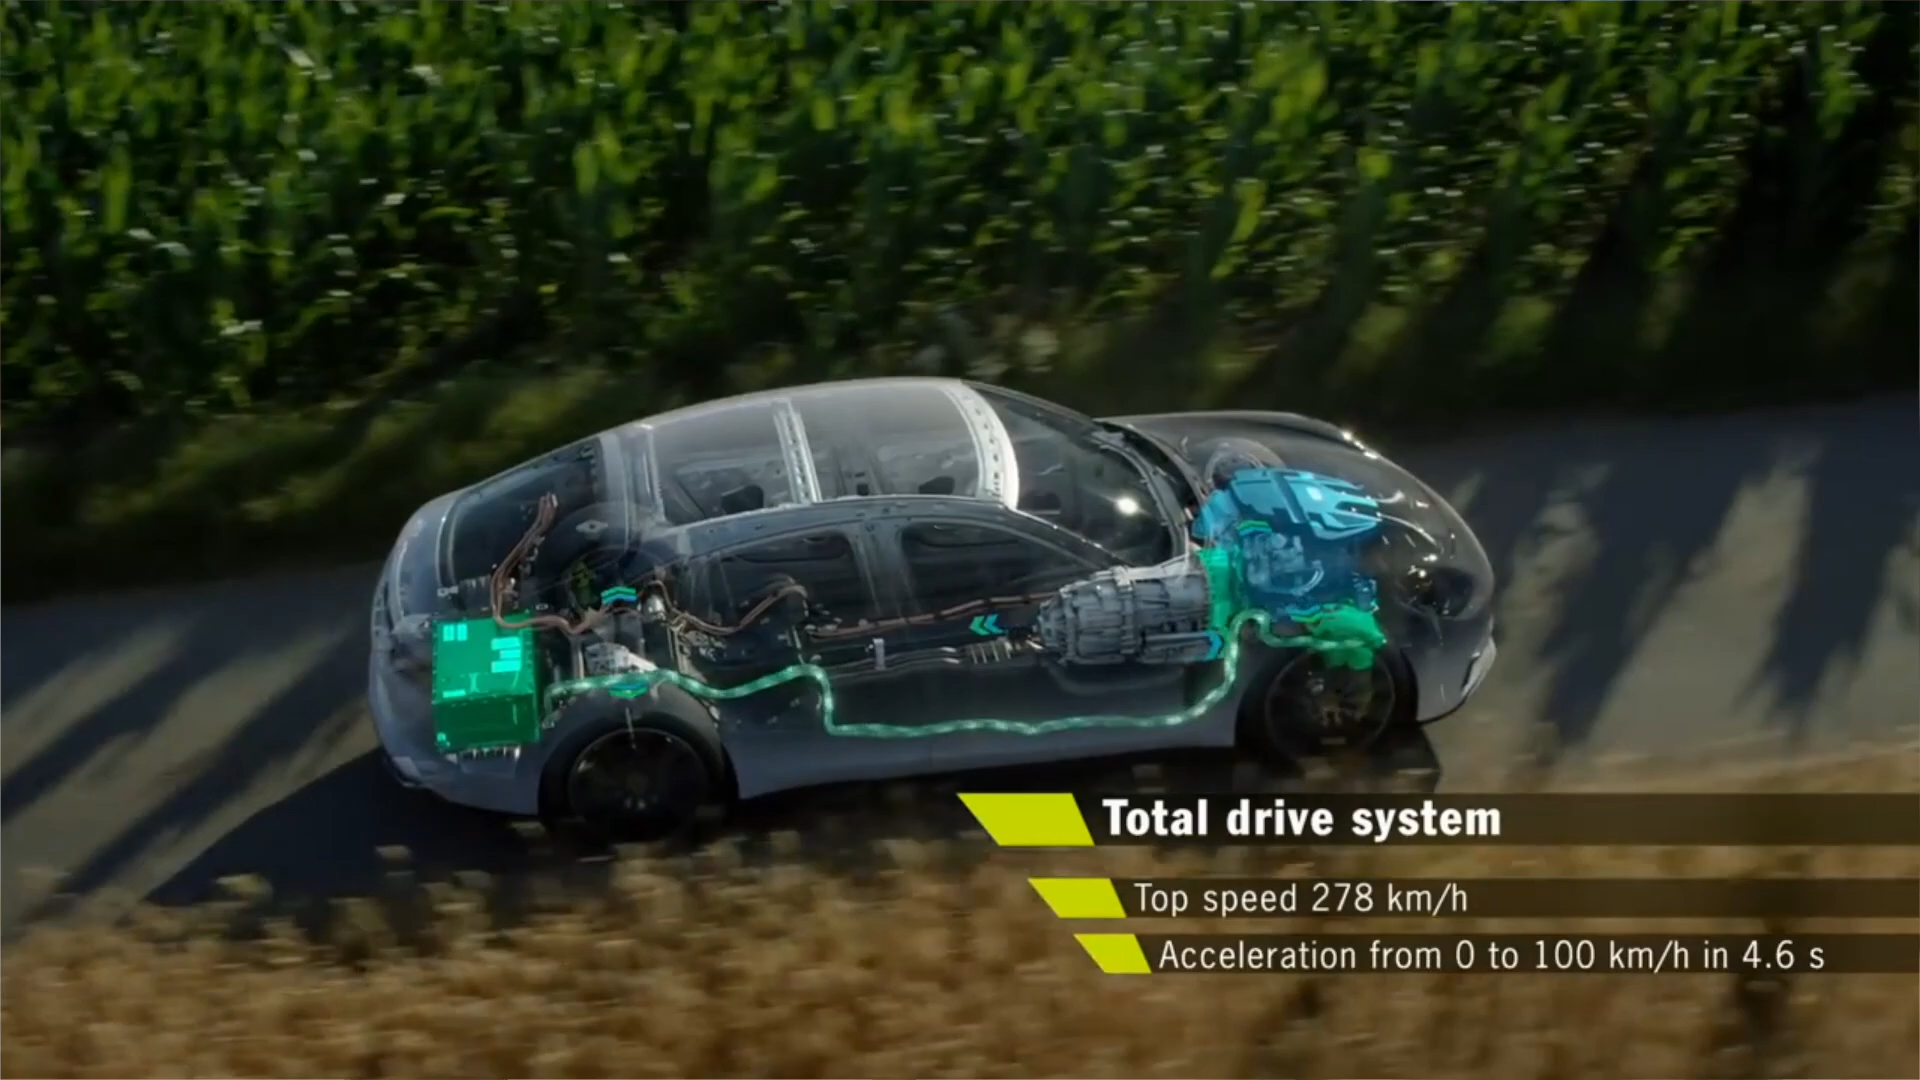 Total drive system
Top speed 278 km/h
Acceleration from 0 to 100 km/h in 4.6 s